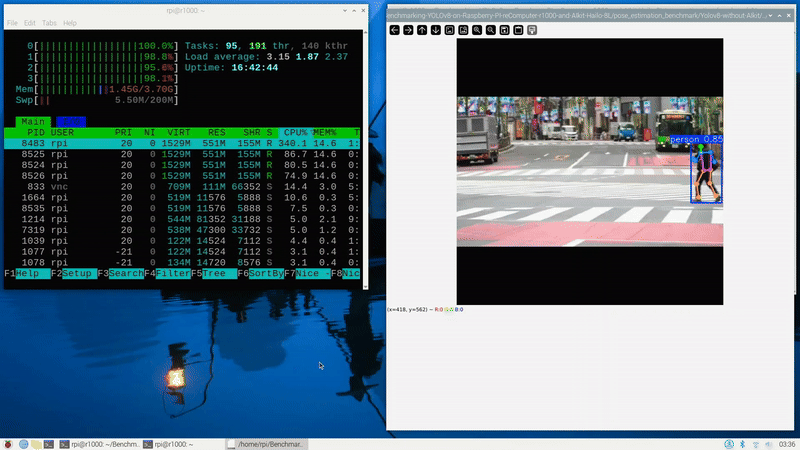 rpi@r1000: ~
File Edit Tabs Help
0[||||||||||||||||||100.0%] Tasks: 95, 191 thr, 140 kthr
1[||||||||||||||||||98.8%] Load average: 3.15 1.87 2.37
2[||||||||||||||||||95.6%] Uptime: 16:42:44
3[||||||||||||||||||98.1%]
Mem[||||||||||||1.45G/3.70G]
Swp[|| 5.50M/200M]
Main
PID USER PRI NI VIRT RES SHR S CPU% MEM% T
8483 rpi 20 0 1529M 551M 155M R 340.1 14.6 1:
8525 rpi 20 0 1529M 551M 155M R 86.7 14.6 0:
8524 rpi 20 0 1529M 551M 155M R 80.5 14.6 0:
8526 rpi 20 0 1529M 551M 155M R 74.9 14.6 0:
833 vnc 20 0 709M 111M 66352 S 14.4 3.0 5:
1664 rpi 20 0 519M 11576 5888 S 10.6 0.3 5:
8535 rpi 20 0 519M 11276 5888 S 7.5 0.3 0:
1214 rpi 20 0 544M 81352 31188 S 5.0 2.1 9:
7319 rpi 20 0 538M 47300 33732 S 5.0 1.2 0:
1039 rpi 20 0 122M 14524 7112 S 4.4 0.4 1:
1077 rpi -21 0 122M 14524 7112 S 3.1 0.4 1:
1078 rpi -21 0 134M 14720 8576 S 3.1 0.4 0:
F1Help F2Setup F3Search F4Filter F5Tree F6SortBy F7Nice - F8Nic
enchmarking YOLOv8-on-Raspberry-Pi-reComputer r1000-and-AIkit-Hailo-8L/pose_estimation_benchmark/Yolov8-without-AIkit/
person 0.85
(x=418, y=562) ~ R:0 G:0 B:0
rpi@r1000: ~/Benchm...
rpi@r1000: ~
/home/rpi/Benchmar...
03:36